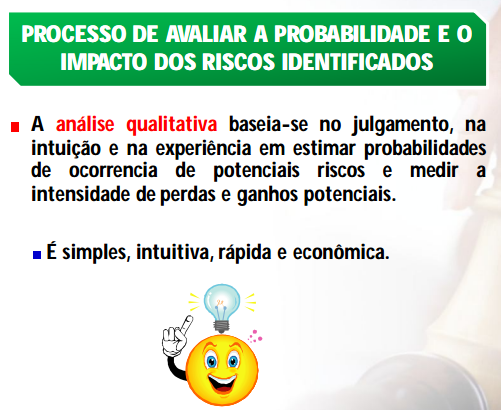 PROCESSO DE AVALIAR A PROBABILIDADE E O
IMPACTO DOS RISCOS IDENTIFICADOS
A análise qualitativa baseia-se no julgamento, na
intuição e na experiência em estimar probabilidades
de ocorrencia de potenciais riscos e medir a
intensidade de perdas e ganhos potenciais.
É simples, intuitiva, rápida e econômica.